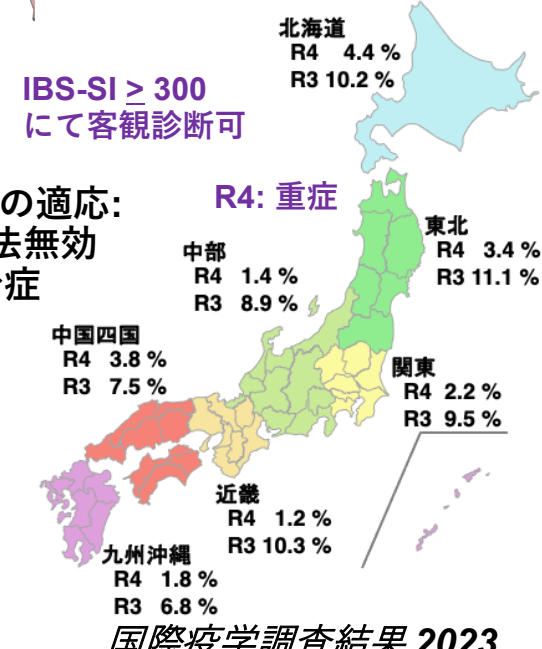 北海道
R4 4.4 %
R3 10.2 %
IBS-SI ≥ 300
にて客観診断可
の適応:
法無効
症
R4: 重症
東北
R4 3.4 %
R3 11.1 %
中部
R4 1.4 %
R3 8.9 %
中国四国
R4 3.8 %
R3 7.5 %
関東
R4 2.2 %
R3 9.5 %
近畿
R4 1.2 %
R3 10.3 %
九州沖縄
R4 1.8 %
R3 6.8 %
国際疫学調査結果 2023